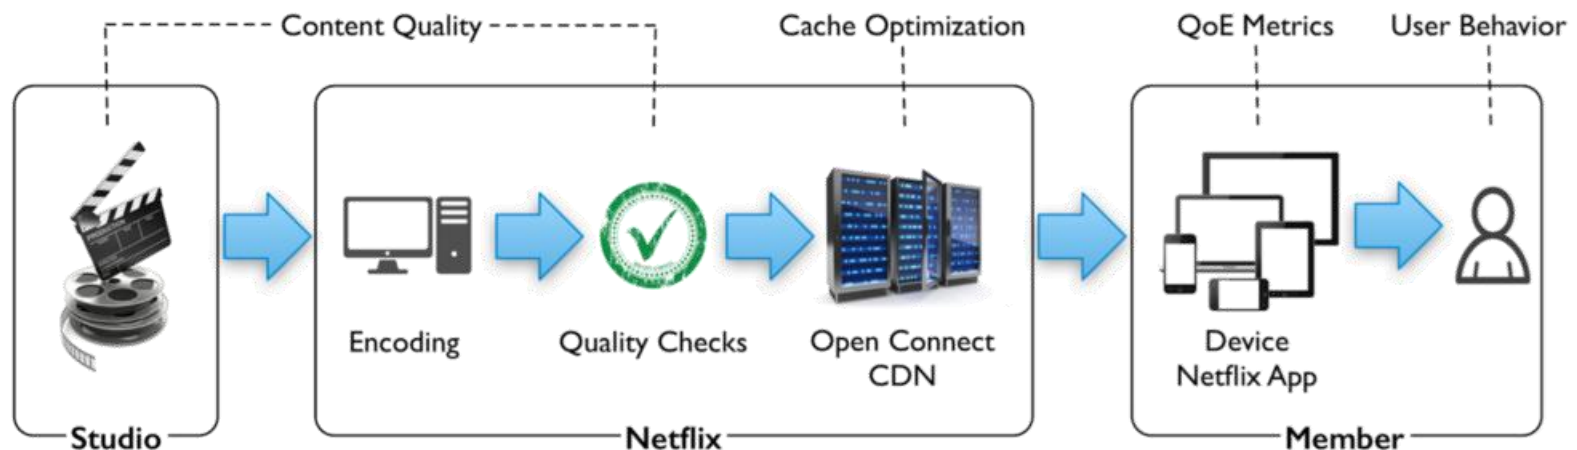 Content Quality
Cache Optimization
QoE Metrics
User Behavior
Encoding
Quality Checks
Open Connect
CDN
Device
Netflix App
Studio
Netflix
Member